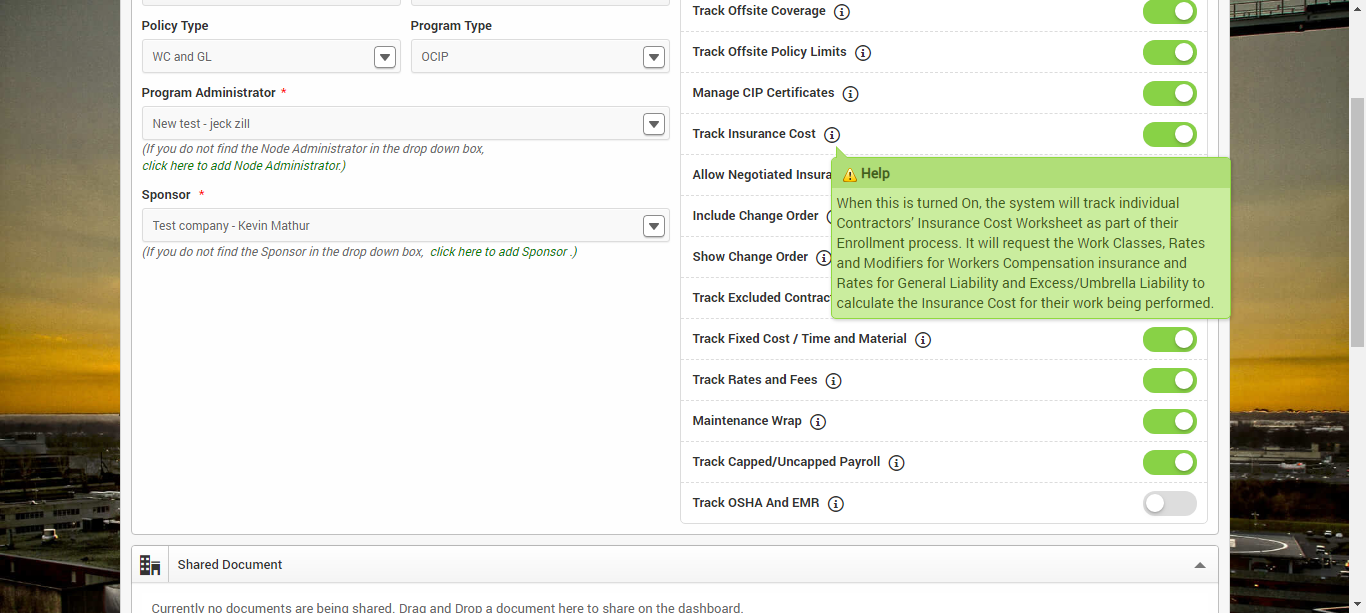 Policy Type
Program Type
WC and GL
OCIP
Program Administrator *
New test - jeck zill
(If you do not find the Node Administrator in the drop down box,
click here to add Node Administrator.)
Sponsor *
Test company - Kevin Mathur
(If you do not find the Sponsor in the drop down box, click here to add Sponsor .)
Track Offsite Coverage
Track Offsite Policy Limits
Manage CIP Certificates
Track Insurance Cost
Allow Negotiated Insura
Include Change Order
Show Change Order
Track Excluded Contract
Help
When this is turned On, the system will track individual
Contractors' Insurance Cost Worksheet as part of their
Enrollment process. It will request the Work Classes, Rates
and Modifiers for Workers Compensation insurance and
Rates for General Liability and Excess/Umbrella Liability to
calculate the Insurance Cost for their work being performed.
Track Fixed Cost / Time and Material
Track Rates and Fees
Maintenance Wrap
Track Capped/Uncapped Payroll
Track OSHA And EMR
Shared Document
Currently no documents are being shared. Drag and Drop a document here to share on the dashboard.